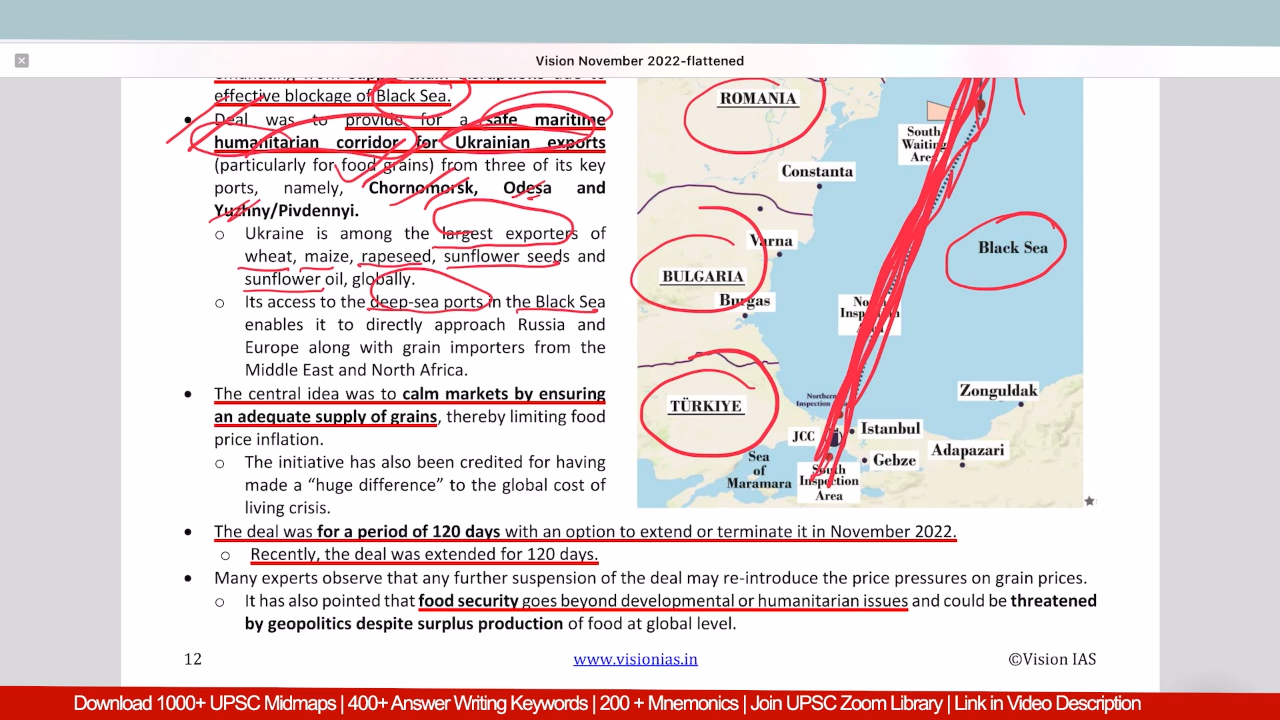 Vision November 2022-flattened
effective blockage of Black Sea.
Deal was to provide for a safe maritime
humanitarian corridor for Ukrainian exports
(particularly for food grains) from three of its key
ports, namely, Chornomorsk, Odesa and
Yuzhny/Pivdennyi.
Ukraine is among the largest exporters of
wheat, maize, rapeseed, sunflower seeds and
sunflower oil, globally.
Its access to the deep-sea ports in the Black Sea
enables it to directly approach Russia and
Europe along with grain importers from the
Middle East and North Africa.
The central idea was to calm markets by ensuring
an adequate supply of grains, thereby limiting food
price inflation.
The initiative has also been credited for having
made a “huge difference” to the global cost of
living crisis.
ROMANIA
South
Waiting
Area
Constanta
Varna
Black Sea
BULGARIA
Burgas
TÜRKIYE
Northern
Inspection
Zonguldak
JCC
Istanbul
Gebze
Adapazari
Sea
of
Maramara
South
Inspection
Area
The deal was for a period of 120 days with an option to extend or terminate it in November 2022.
Recently, the deal was extended for 120 days.
Many experts observe that any further suspension of the deal may re-introduce the price pressures on grain prices.
It has also pointed that food security goes beyond developmental or humanitarian issues and could be threatened
by geopolitics despite surplus production of food at global level.
12
www.visionias.in
©Vision IAS
Download 1000+ UPSC Midmaps | 400+ Answer Writing Keywords | 200 + Mnemonics | Join UPSC Zoom Library | Link in Video Description